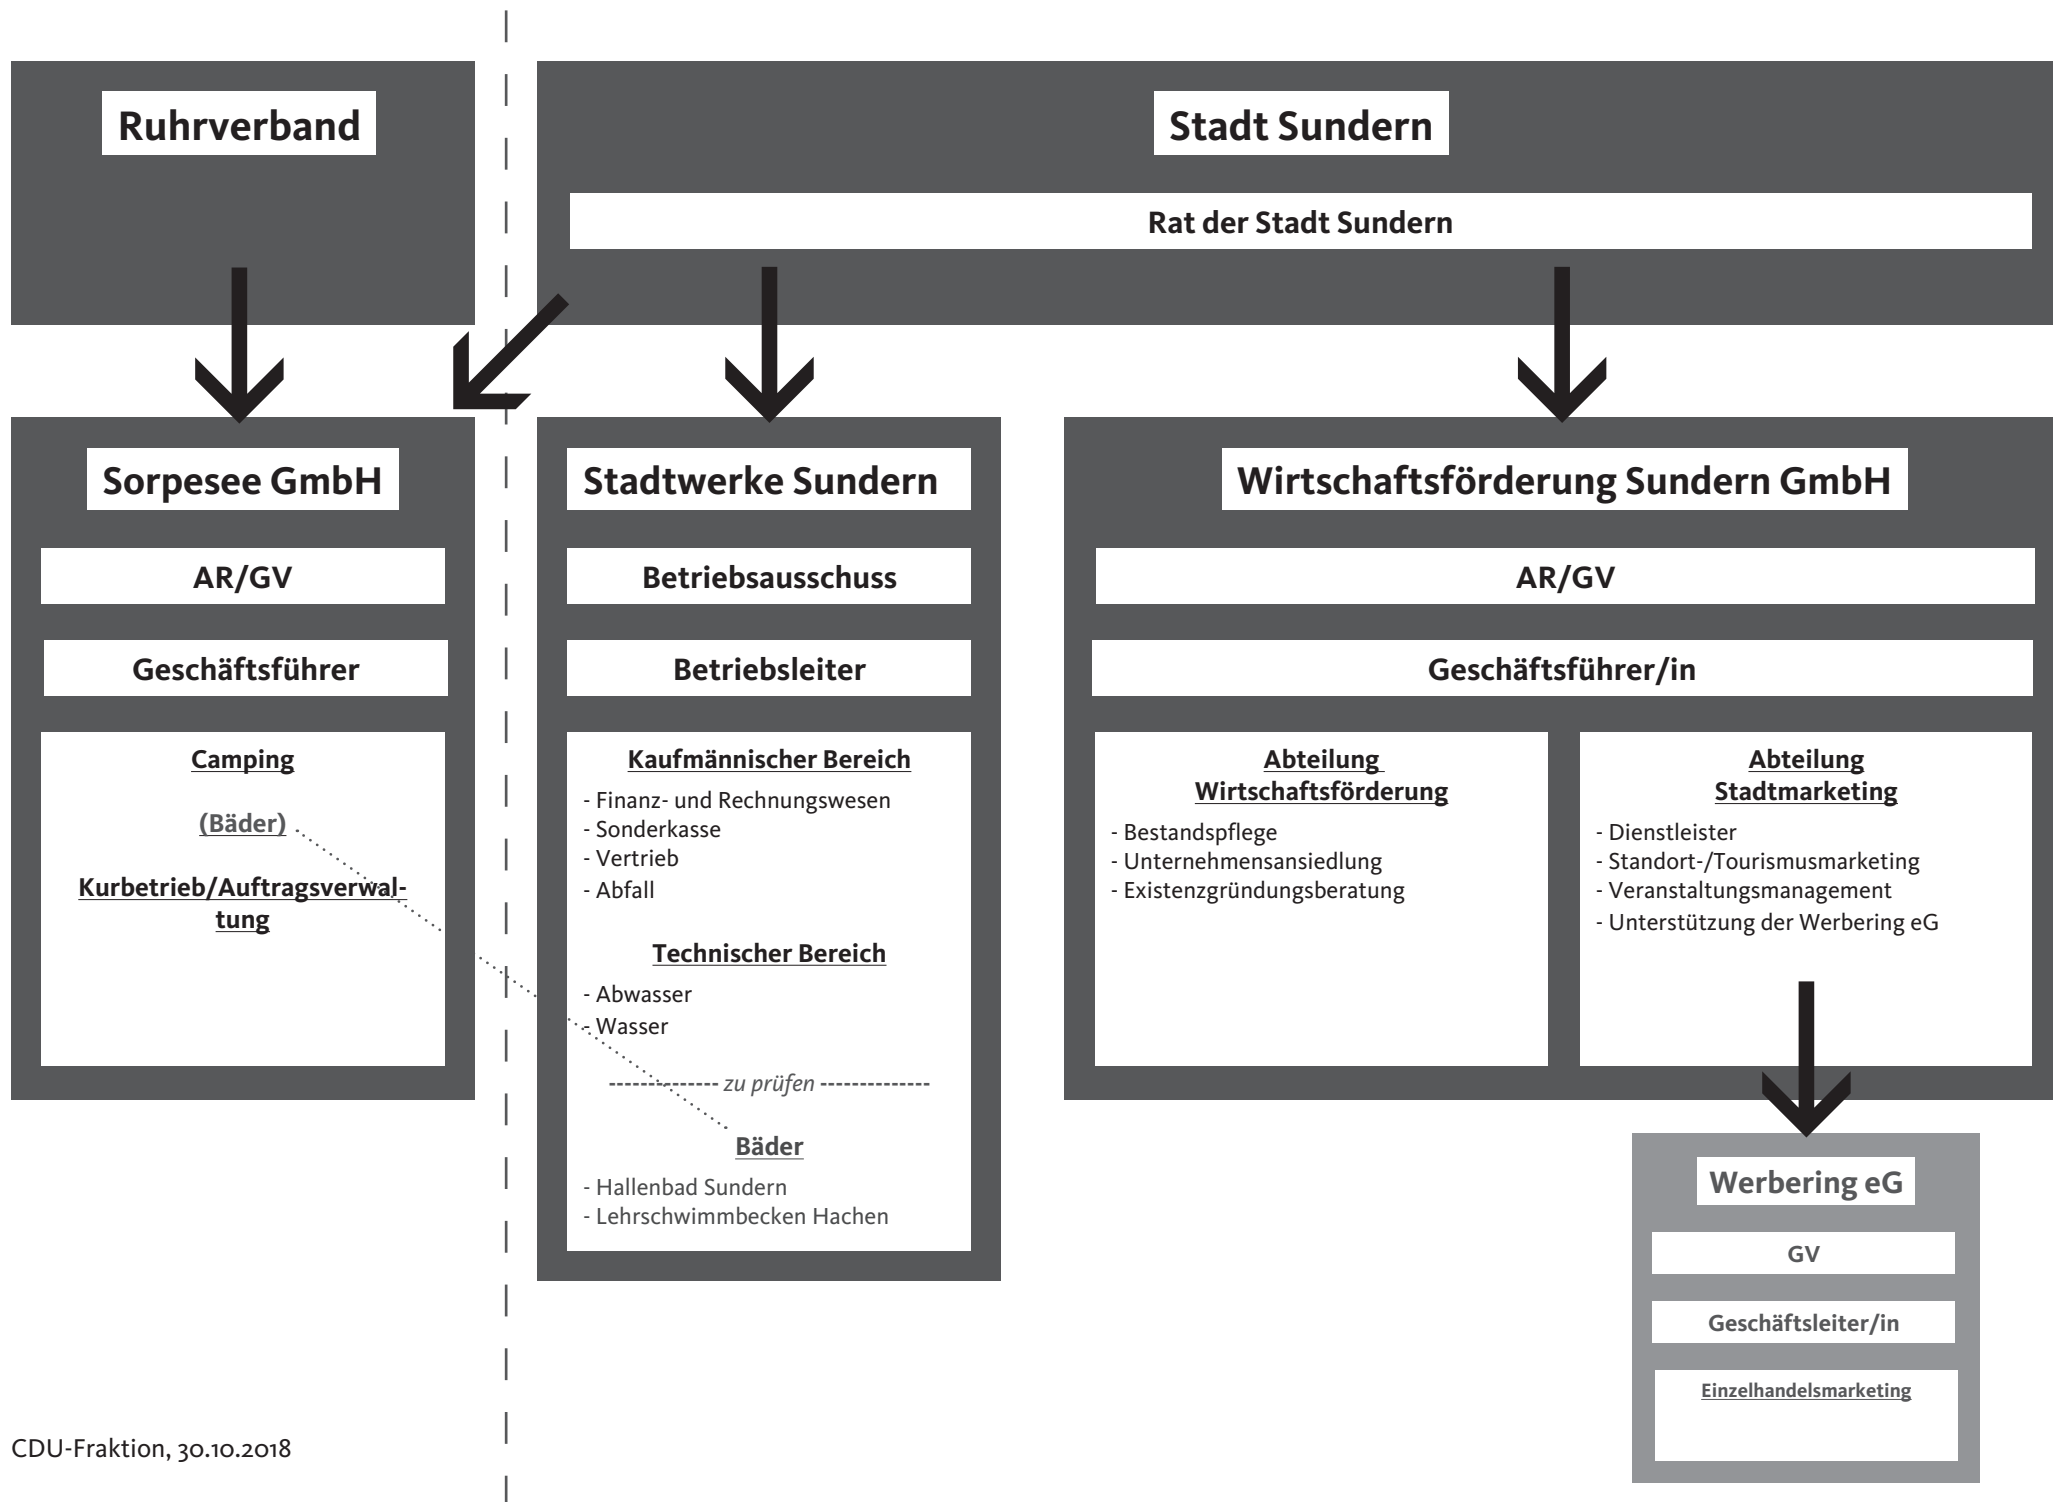 Ruhrverband
Stadt Sundern
Rat der Stadt Sundern
Sorpesee GmbH
AR/GV
Geschäftsführer
Camping
(Bäder)
Kurbetrieb/Auftragsverwal-
tung
Stadtwerke Sundern
Betriebsausschuss
Betriebsleiter
Kaufmännischer Bereich
- Finanz- und Rechnungswesen
- Sonderkasse
- Vertrieb
- Abfall
Technischer Bereich
- Abwasser
- Wasser
------------- zu prüfen -------------
Bäder
- Hallenbad Sundern
- Lehrschwimmbecken Hachen
Wirtschaftsförderung Sundern GmbH
AR/GV
Geschäftsführer/in
Abteilung
Wirtschaftsförderung
- Bestandspflege
- Unternehmensansiedlung
- Existenzgründungsberatung
Abteilung
Stadtmarketing
- Dienstleister
- Standort-/Tourismusmarketing
- Veranstaltungsmanagement
- Unterstützung der Werbering eG
Werbering eG
GV
Geschäftsleiter/in
Einzelhandelsmarketing
CDU-Fraktion, 30.10.2018